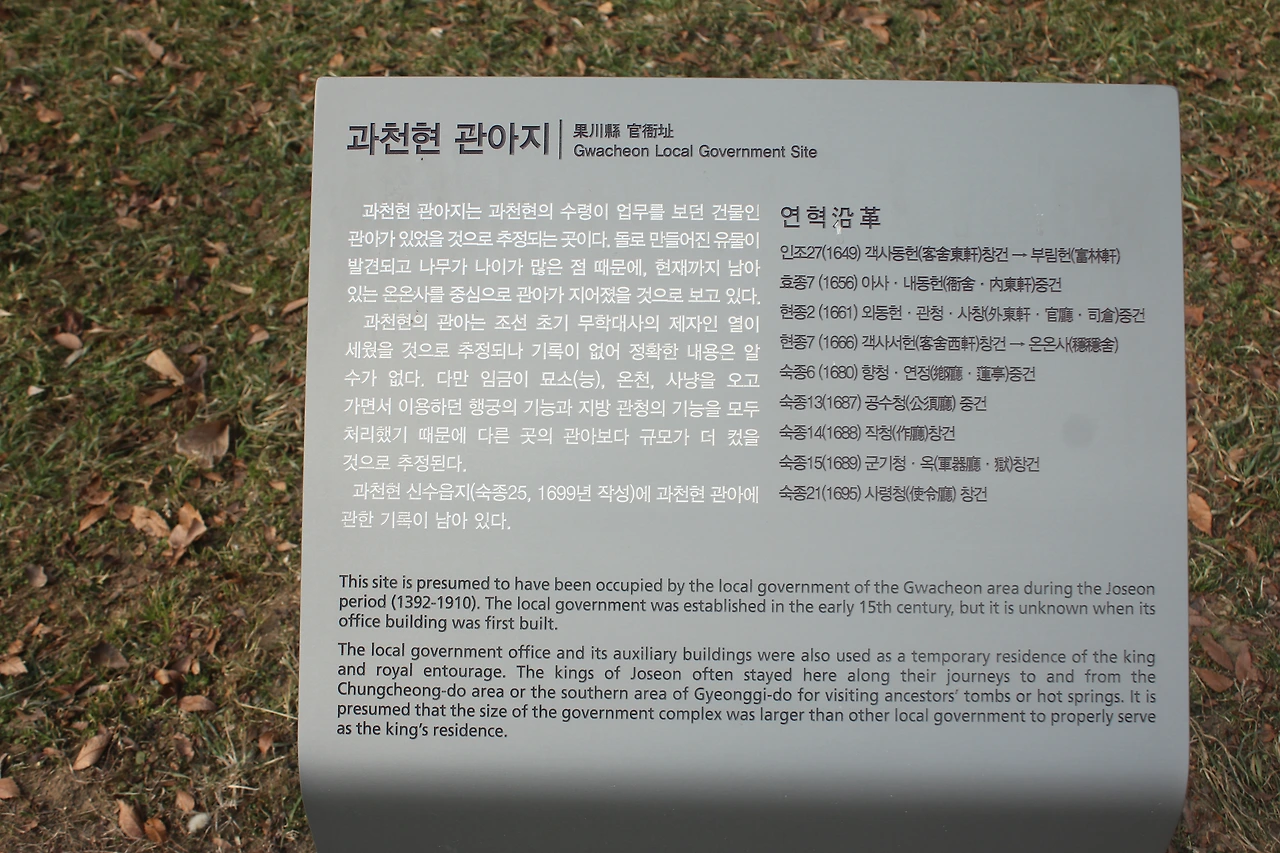 과천현 관아지
果川縣 官衙址
Gwacheon Local Government Site
과천현 관아지는 과천현의 수령이 업무를 보던 건물인
관아가 있었을 것으로 추정되는 곳이다. 돌로 만들어진 유물이
발견되고 나무가 나이가 많은 점 때문에, 현재까지 남아
있는 온온사를 중심으로 관아가 지어졌을 것으로 보고 있다.
과천현의 관아는 조선 초기 무학대사의 제자인 열이
세웠을 것으로 추정되나 기록이 없어 정확한 내용은 알
수가 없다. 다만 임금이 묘소(능), 온천, 사냥을 오고
가면서 이용하던 행궁의 기능과 지방 관청의 기능을 모두
처리했기 때문에 다른 곳의 관아보다 규모가 더 컸을
것으로 추정된다.
과천현 신수읍지(숙종25, 1699년 작성)에 과천현 관아에
관한 기록이 남아 있다.
연혁沿革
인조27(1649) 객사동헌(客舍東軒)창건 → 부림헌(富林軒)
효종7 (1656) 아사 · 내동헌(衙舍 · 內東軒)중건
현종2 (1661) 외동헌 · 관청 · 사창(外東軒 · 官廳 · 司倉)중건
현종7 (1666) 객사서헌(客舍西軒)창건 → 온온사(穩穩舍)
숙종6 (1680) 향청 · 연정(鄕廳 · 蓮亭)중건
숙종13(1687) 공수청(公須廳) 중건
숙종14(1688) 작청(作廳)창건
숙종15(1689) 군기청 · 옥(軍器廳 · 獄)창건
숙종21(1695) 사령청(使令廳) 창건
This site is presumed to have been occupied by the local government of the Gwacheon area during the Joseon
period (1392-1910). The local government was established in the early 15th century, but it is unknown when its
office building was first built.
The local government office and its auxiliary buildings were also used as a temporary residence of the king
and royal entourage. The kings of Joseon often stayed here along their journeys to and from the
Chungcheong-do area or the southern area of Gyeonggi-do for visiting ancestors' tombs or hot springs. It is
presumed that the size of the government complex was larger than other local government to properly serve
as the king's residence.